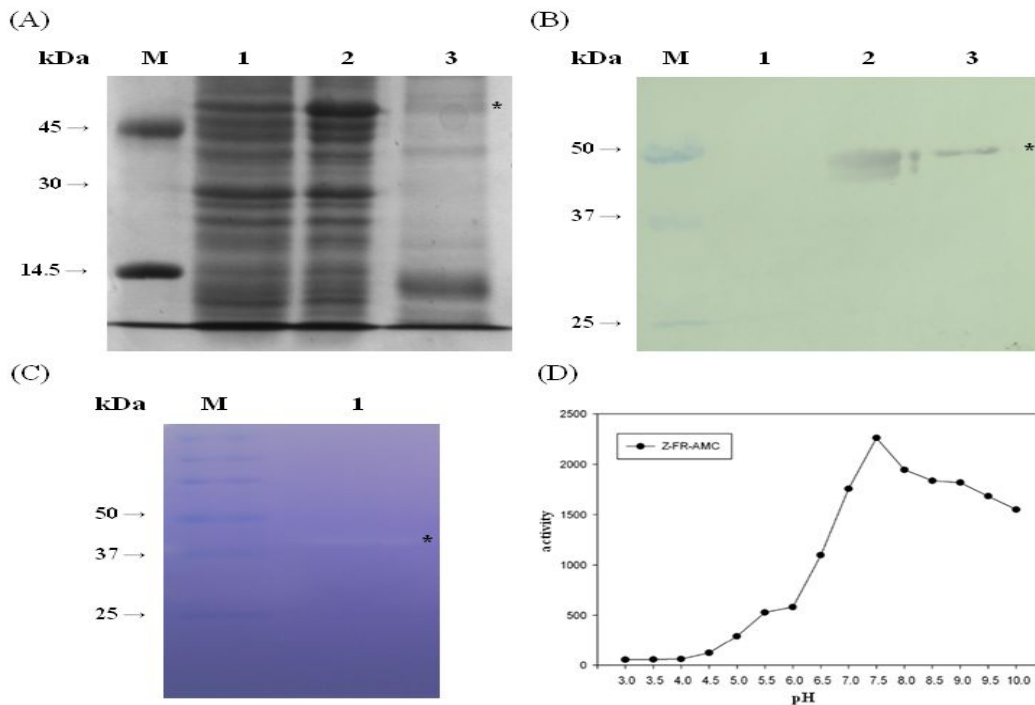 (A)
kDa M 1 2 3
*
45 →
30 →
14.5 →
(B)
kDa M 1 2 3
50 →
*
37 →
25 →
(C)
kDa M 1
50 →
*
37 →
25 →
(D)
2500
2000
1500
1000
500
0
activity
Z-FR-AMC
3.0 3.5 4.0 4.5 5.0 5.5 6.0 6.5 7.0 7.5 8.0 8.5 9.0 9.5 10.0
pH